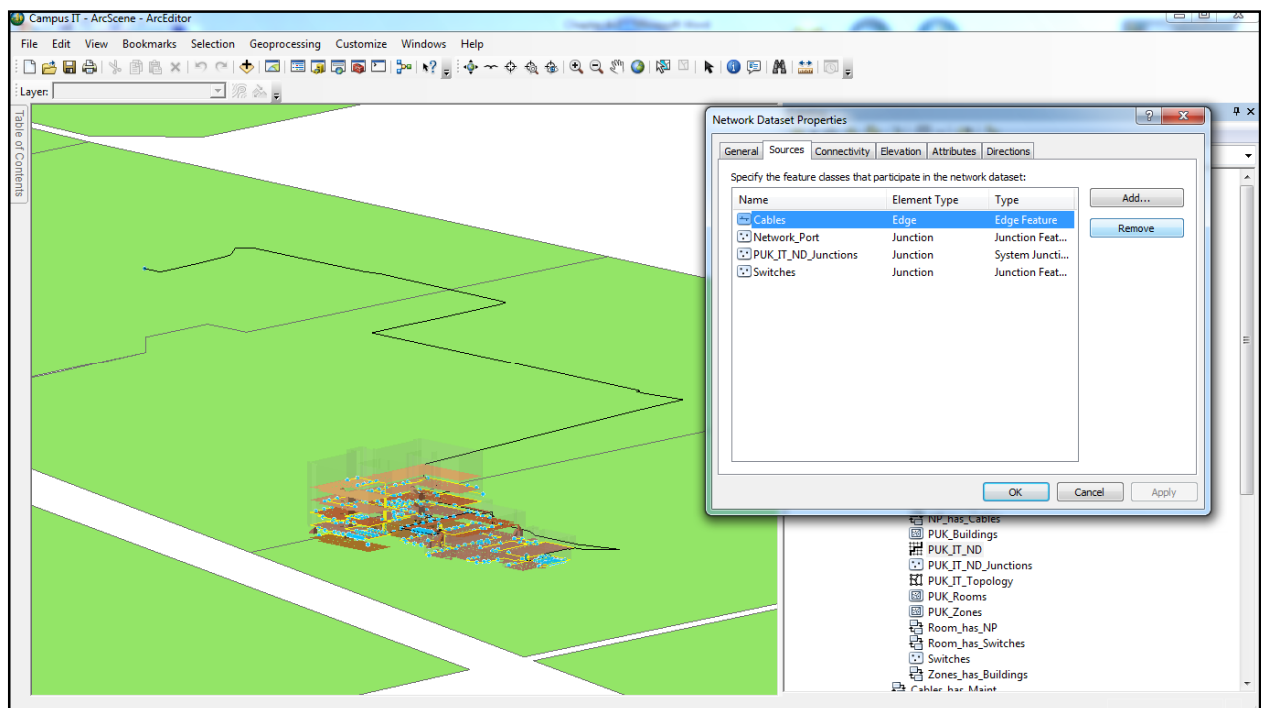 Campus IT - ArcScene - ArcEditor
File Edit View Bookmarks Selection Geoprocessing Customize Windows Help
Layer:
Table of Contents
Network Dataset Properties
General Sources Connectivity Elevation Attributes Directions
Specify the feature classes that participate in the network dataset:
Name Element Type Type
Cables Edge Edge Feature
Network_Port Junction Junction Feat...
PUK_IT_ND_Junctions Junction System Juncti...
Switches Junction Junction Feat...
Add...
Remove
OK Cancel Apply
NP_has_Cables
PUK_Buildings
PUK_IT_ND
PUK_IT_ND_Junctions
PUK_IT_Topology
PUK_Rooms
PUK_Zones
Room_has_NP
Room_has_Switches
Switches
Zones_has_Buildings
Cables_has_Maint